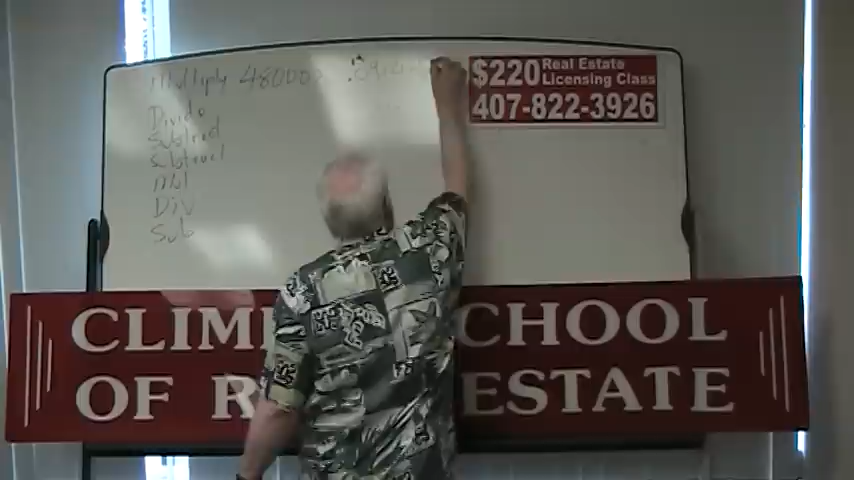 Multiply 480000
Divide
Subtract
Subtract
Mul
Div
Sub
$220 Real Estate
Licensing Class
407-822-3926
CLIM SCHOOL
OF R ESTATE